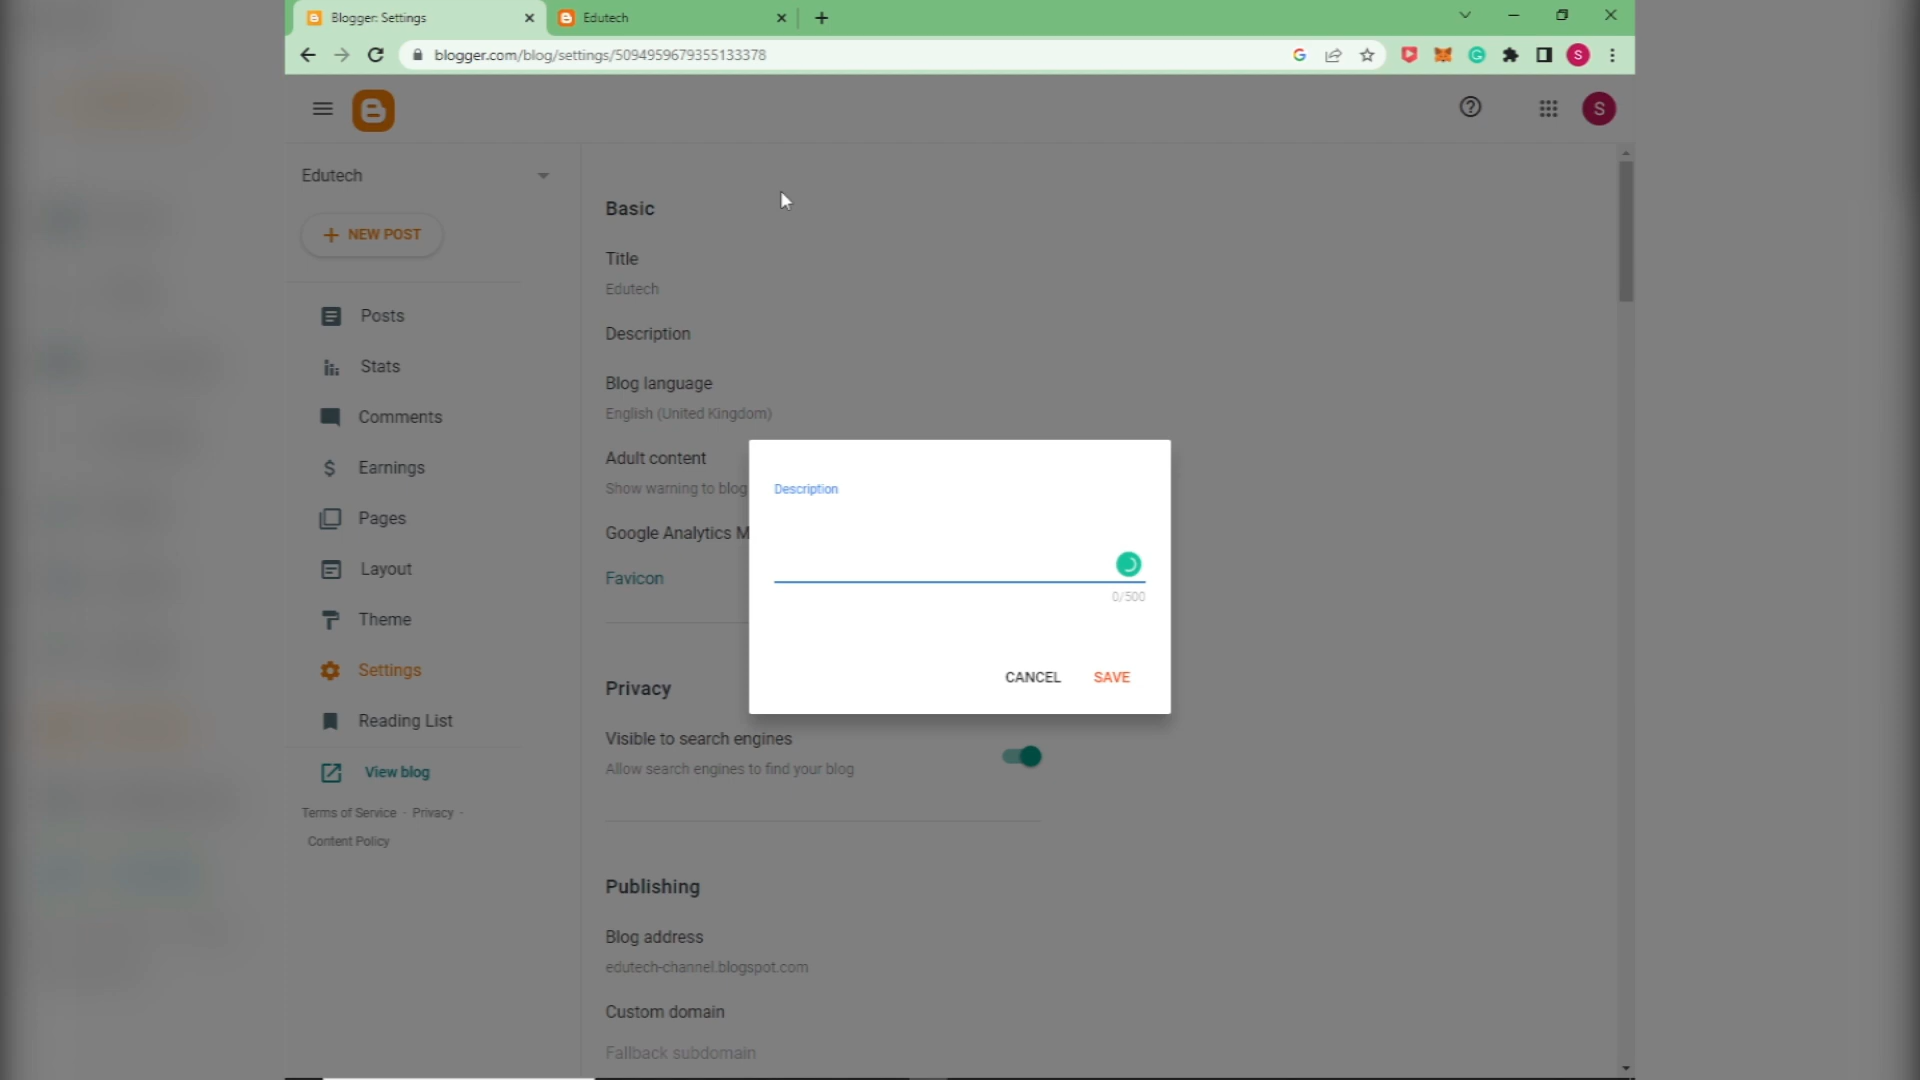 Blogger: Settings
Edutech
blogger.com/blog/settings/5094959679355133378
S
S
Edutech
NEW POST
Posts
Stats
Comments
Earnings
Pages
Layout
Theme
Settings
Reading List
View blog
Terms of Service · Privacy ·
Content Policy
Basic
Title
Edutech
Description
Blog language
English (United Kingdom)
Adult content
Show warning to blog
Google Analytics M
Favicon
Description
0/500
CANCEL SAVE
Privacy
Visible to search engines
Allow search engines to find your blog
Publishing
Blog address
edutech-channel.blogspot.com
Custom domain
Fallback subdomain